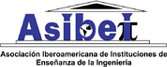 Asibei
Asociación Iberoamericana de Instituciones de
Enseñanza de la Ingeniería